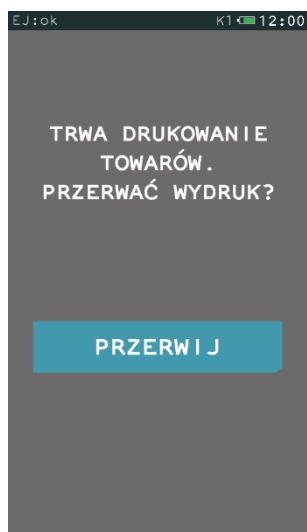 EJ:ok K1 12:00
TRWA DRUKOWANIE
TOWARÓW.
PRZERWAĆ WYDRUK?
PRZERWIJ